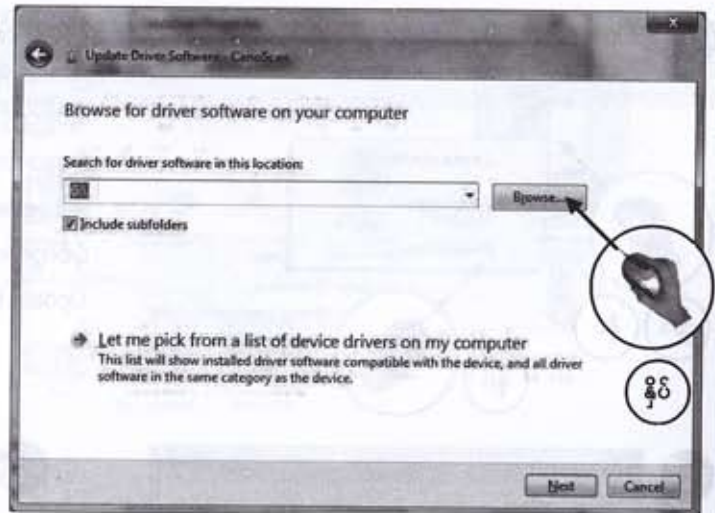 Update Driver Software - CanoScan
Browse for driver software on your computer
Search for driver software in this location:
Browse...
Include subfolders
Let me pick from a list of device drivers on my computer
This list will show installed driver software compatible with the device, and all driver
software in the same category as the device.
နှိပ်
Next
Cancel